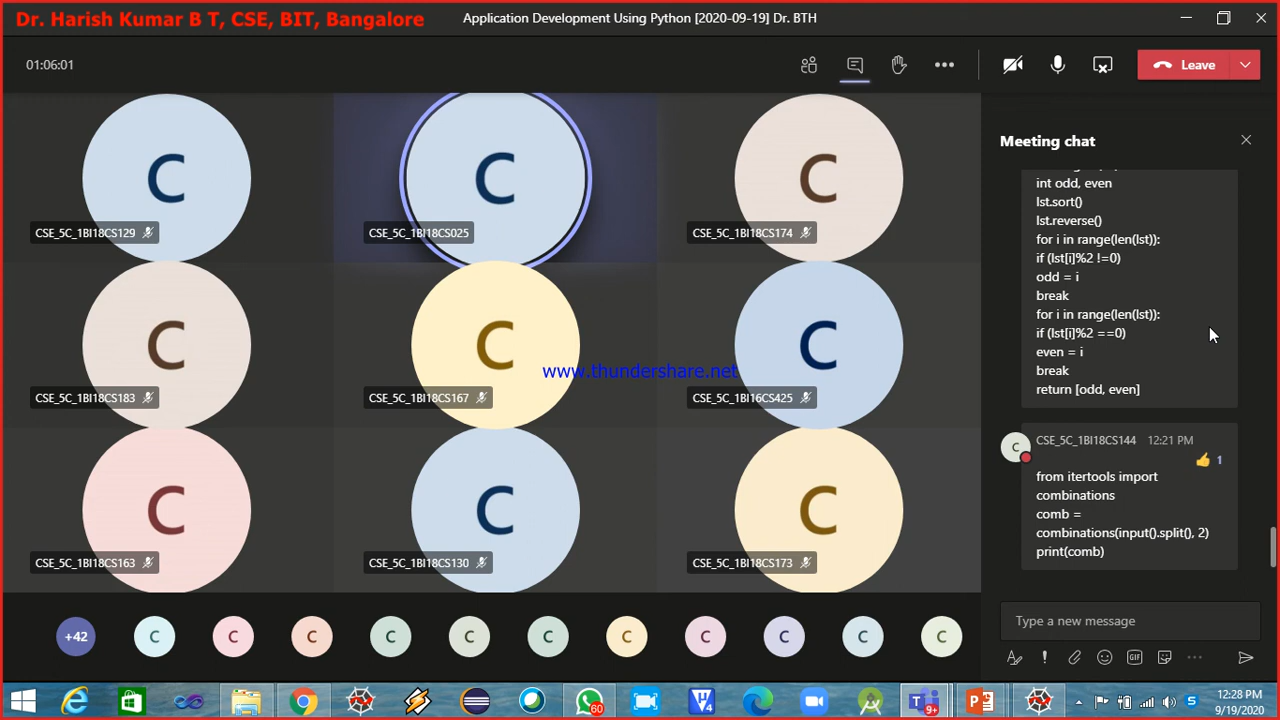 Dr. Harish Kumar B T, CSE, BIT, Bangalore
Application Development Using Python [2020-09-19] Dr. BTH
01:06:01
Leave
C
C
C
CSE_5C_1BI18CS129
CSE_5C_1BI18CS025
CSE_5C_1BI18CS174
C
C
C
www.thundershare.net
CSE_5C_1BI18CS183
CSE_5C_1BI18CS167
CSE_5C_1BI16CS425
C
C
C
CSE_5C_1BI18CS163
CSE_5C_1BI18CS130
CSE_5C_1BI18CS173
+42
C
C
C
C
C
C
C
C
C
C
C
Meeting chat
int odd, even
lst.sort()
lst.reverse()
for i in range(len(lst)):
if (lst[i]%2 !=0)
odd = i
break
for i in range(len(lst)):
if (lst[i]%2 ==0)
even = i
break
return [odd, even]
C
CSE_5C_1BI18CS144 12:21 PM
1
from itertools import
combinations
comb =
combinations(input().split(), 2)
print(comb)
Type a new message
GIF
60
4
9+
12:28 PM
9/19/2020